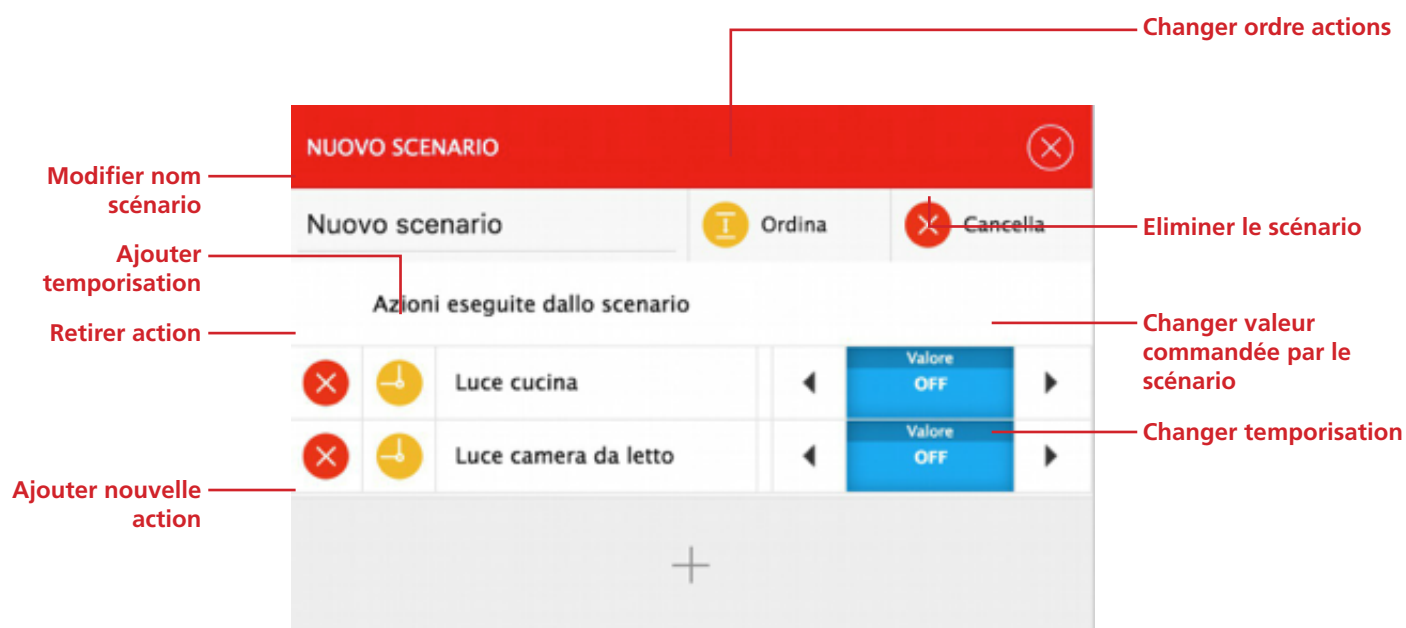 Changer ordre actions
NUOVO SCENARIO
Modifier nom
scénario
Nuovo scenario
Ordina
Cancella
Eliminer le scénario
Ajouter
temporisation
Azioni eseguite dallo scenario
Retirer action
Changer valeur
commandée par le
scénario
Luce cucina
Valore
OFF
Changer temporisation
Luce camera da letto
Valore
OFF
Ajouter nouvelle
action